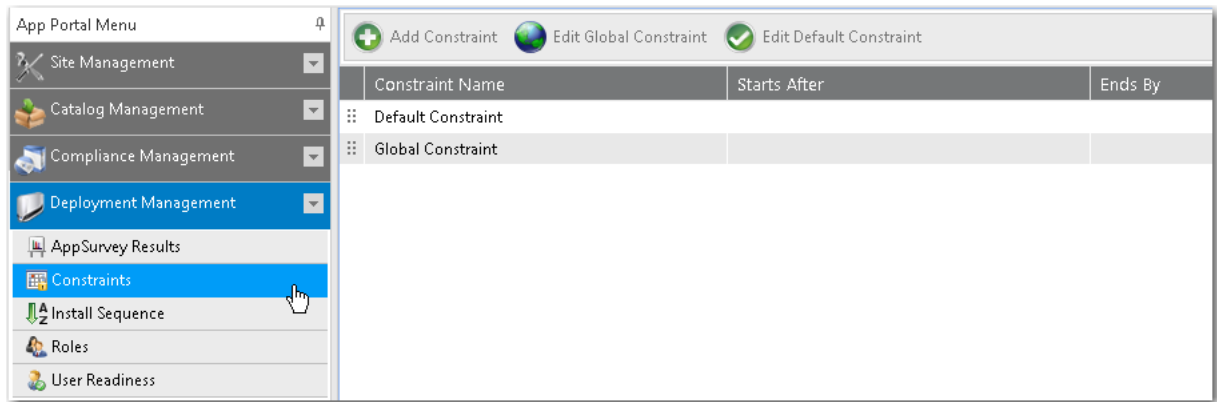 App Portal Menu
Site Management
Catalog Management
Compliance Management
Deployment Management
AppSurvey Results
Constraints
Install Sequence
Roles
User Readiness
Add Constraint Edit Global Constraint Edit Default Constraint
Constraint Name Starts After Ends By
Default Constraint
Global Constraint